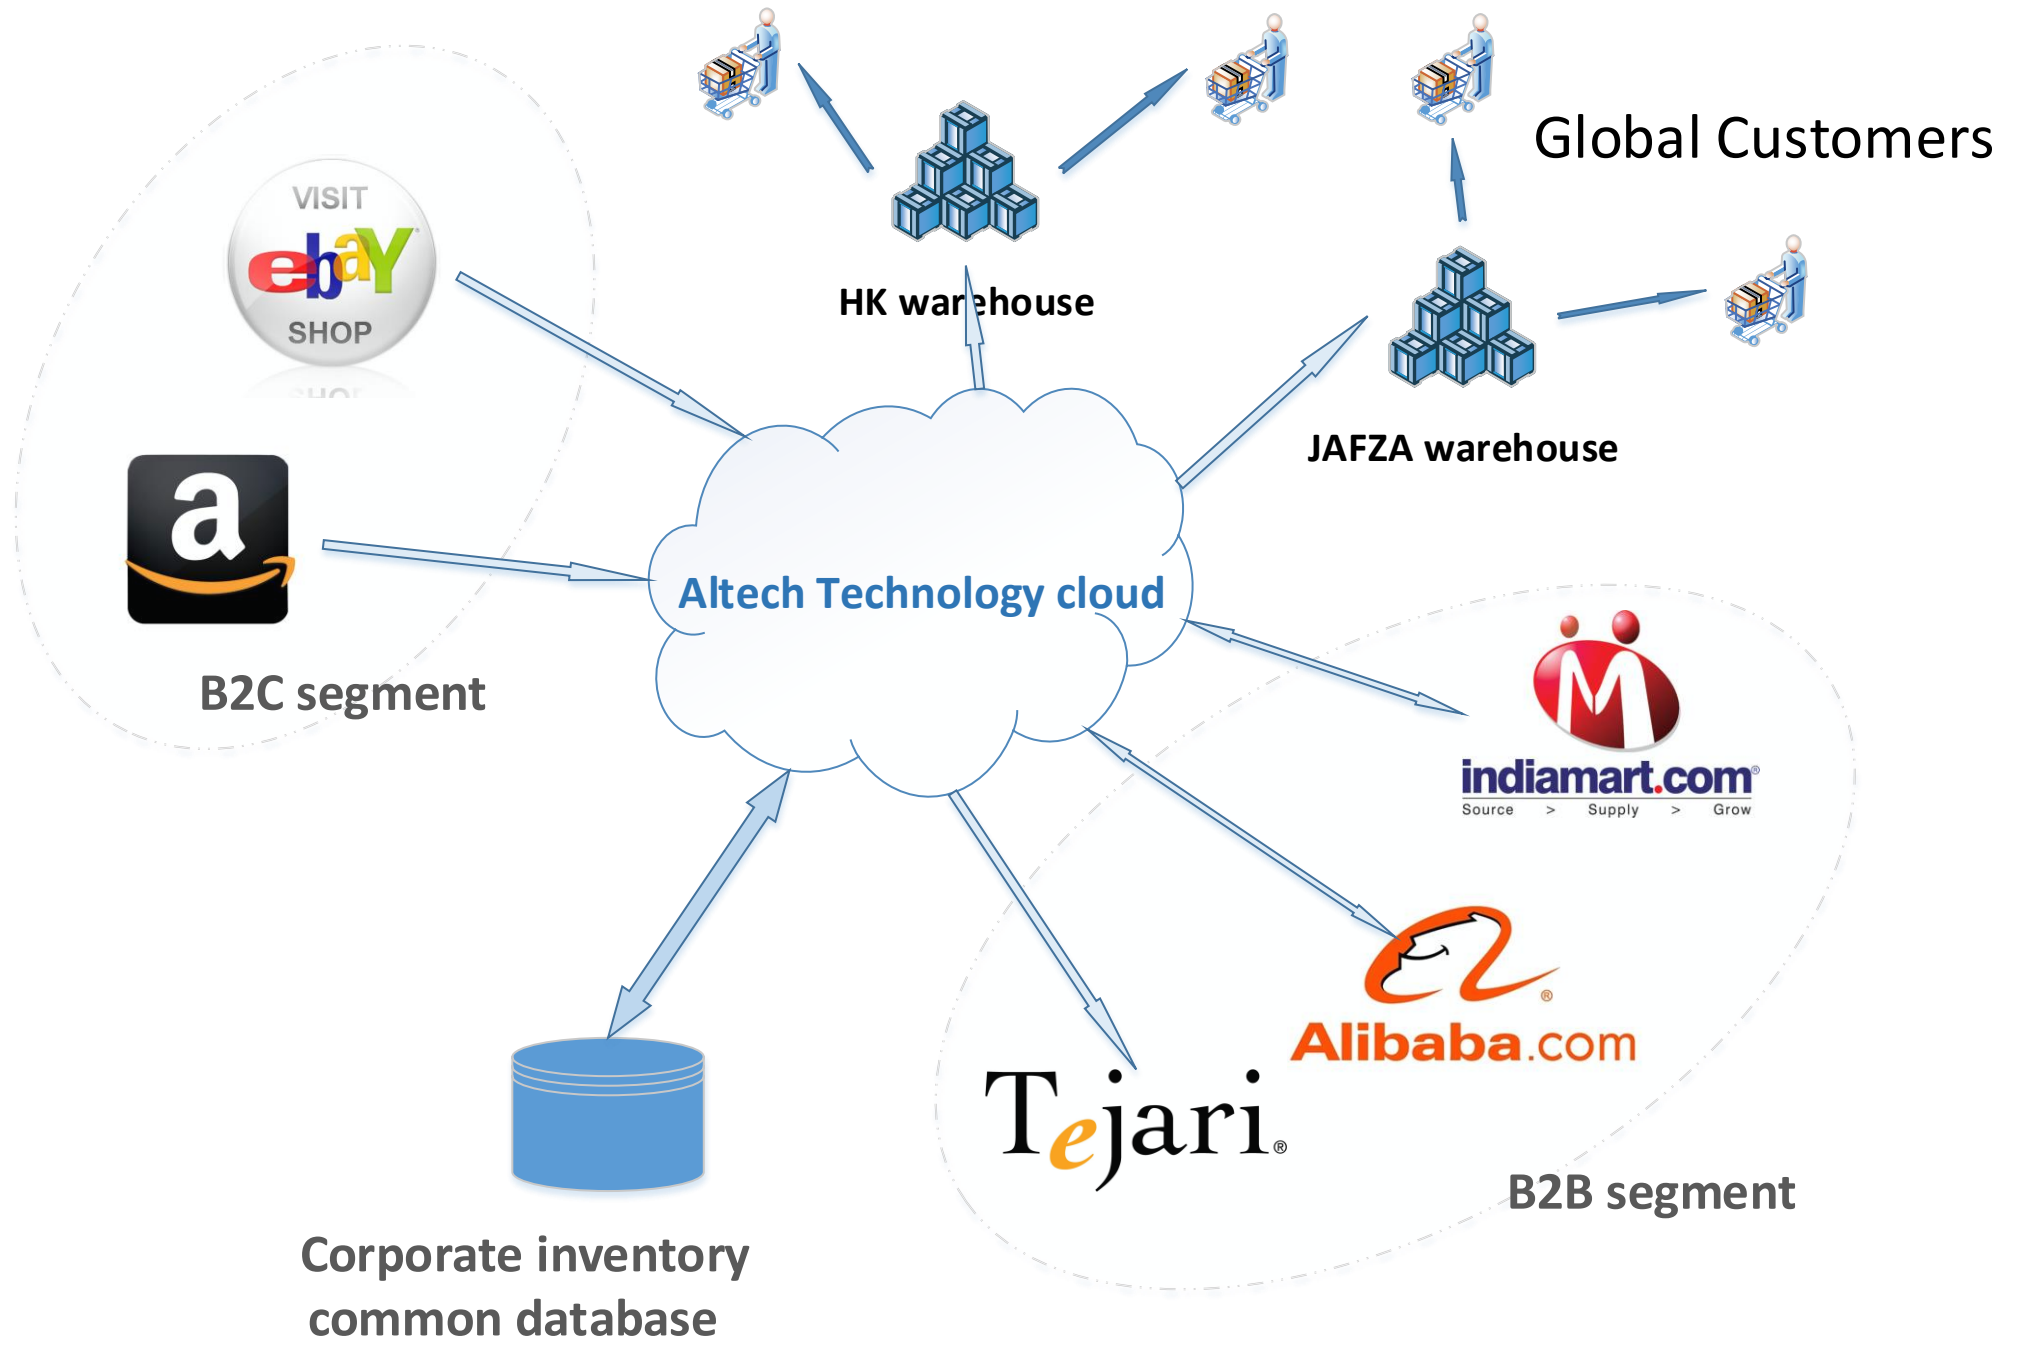 Global Customers
VISIT
ebaY
SHOP
SHOP
HK warehouse
JAFZA warehouse
a
Altech Technology cloud
B2C segment
M
indiamart.com®
Source > Supply > Grow
Alibaba.com
®
Tejari®
B2B segment
Corporate inventory
common database